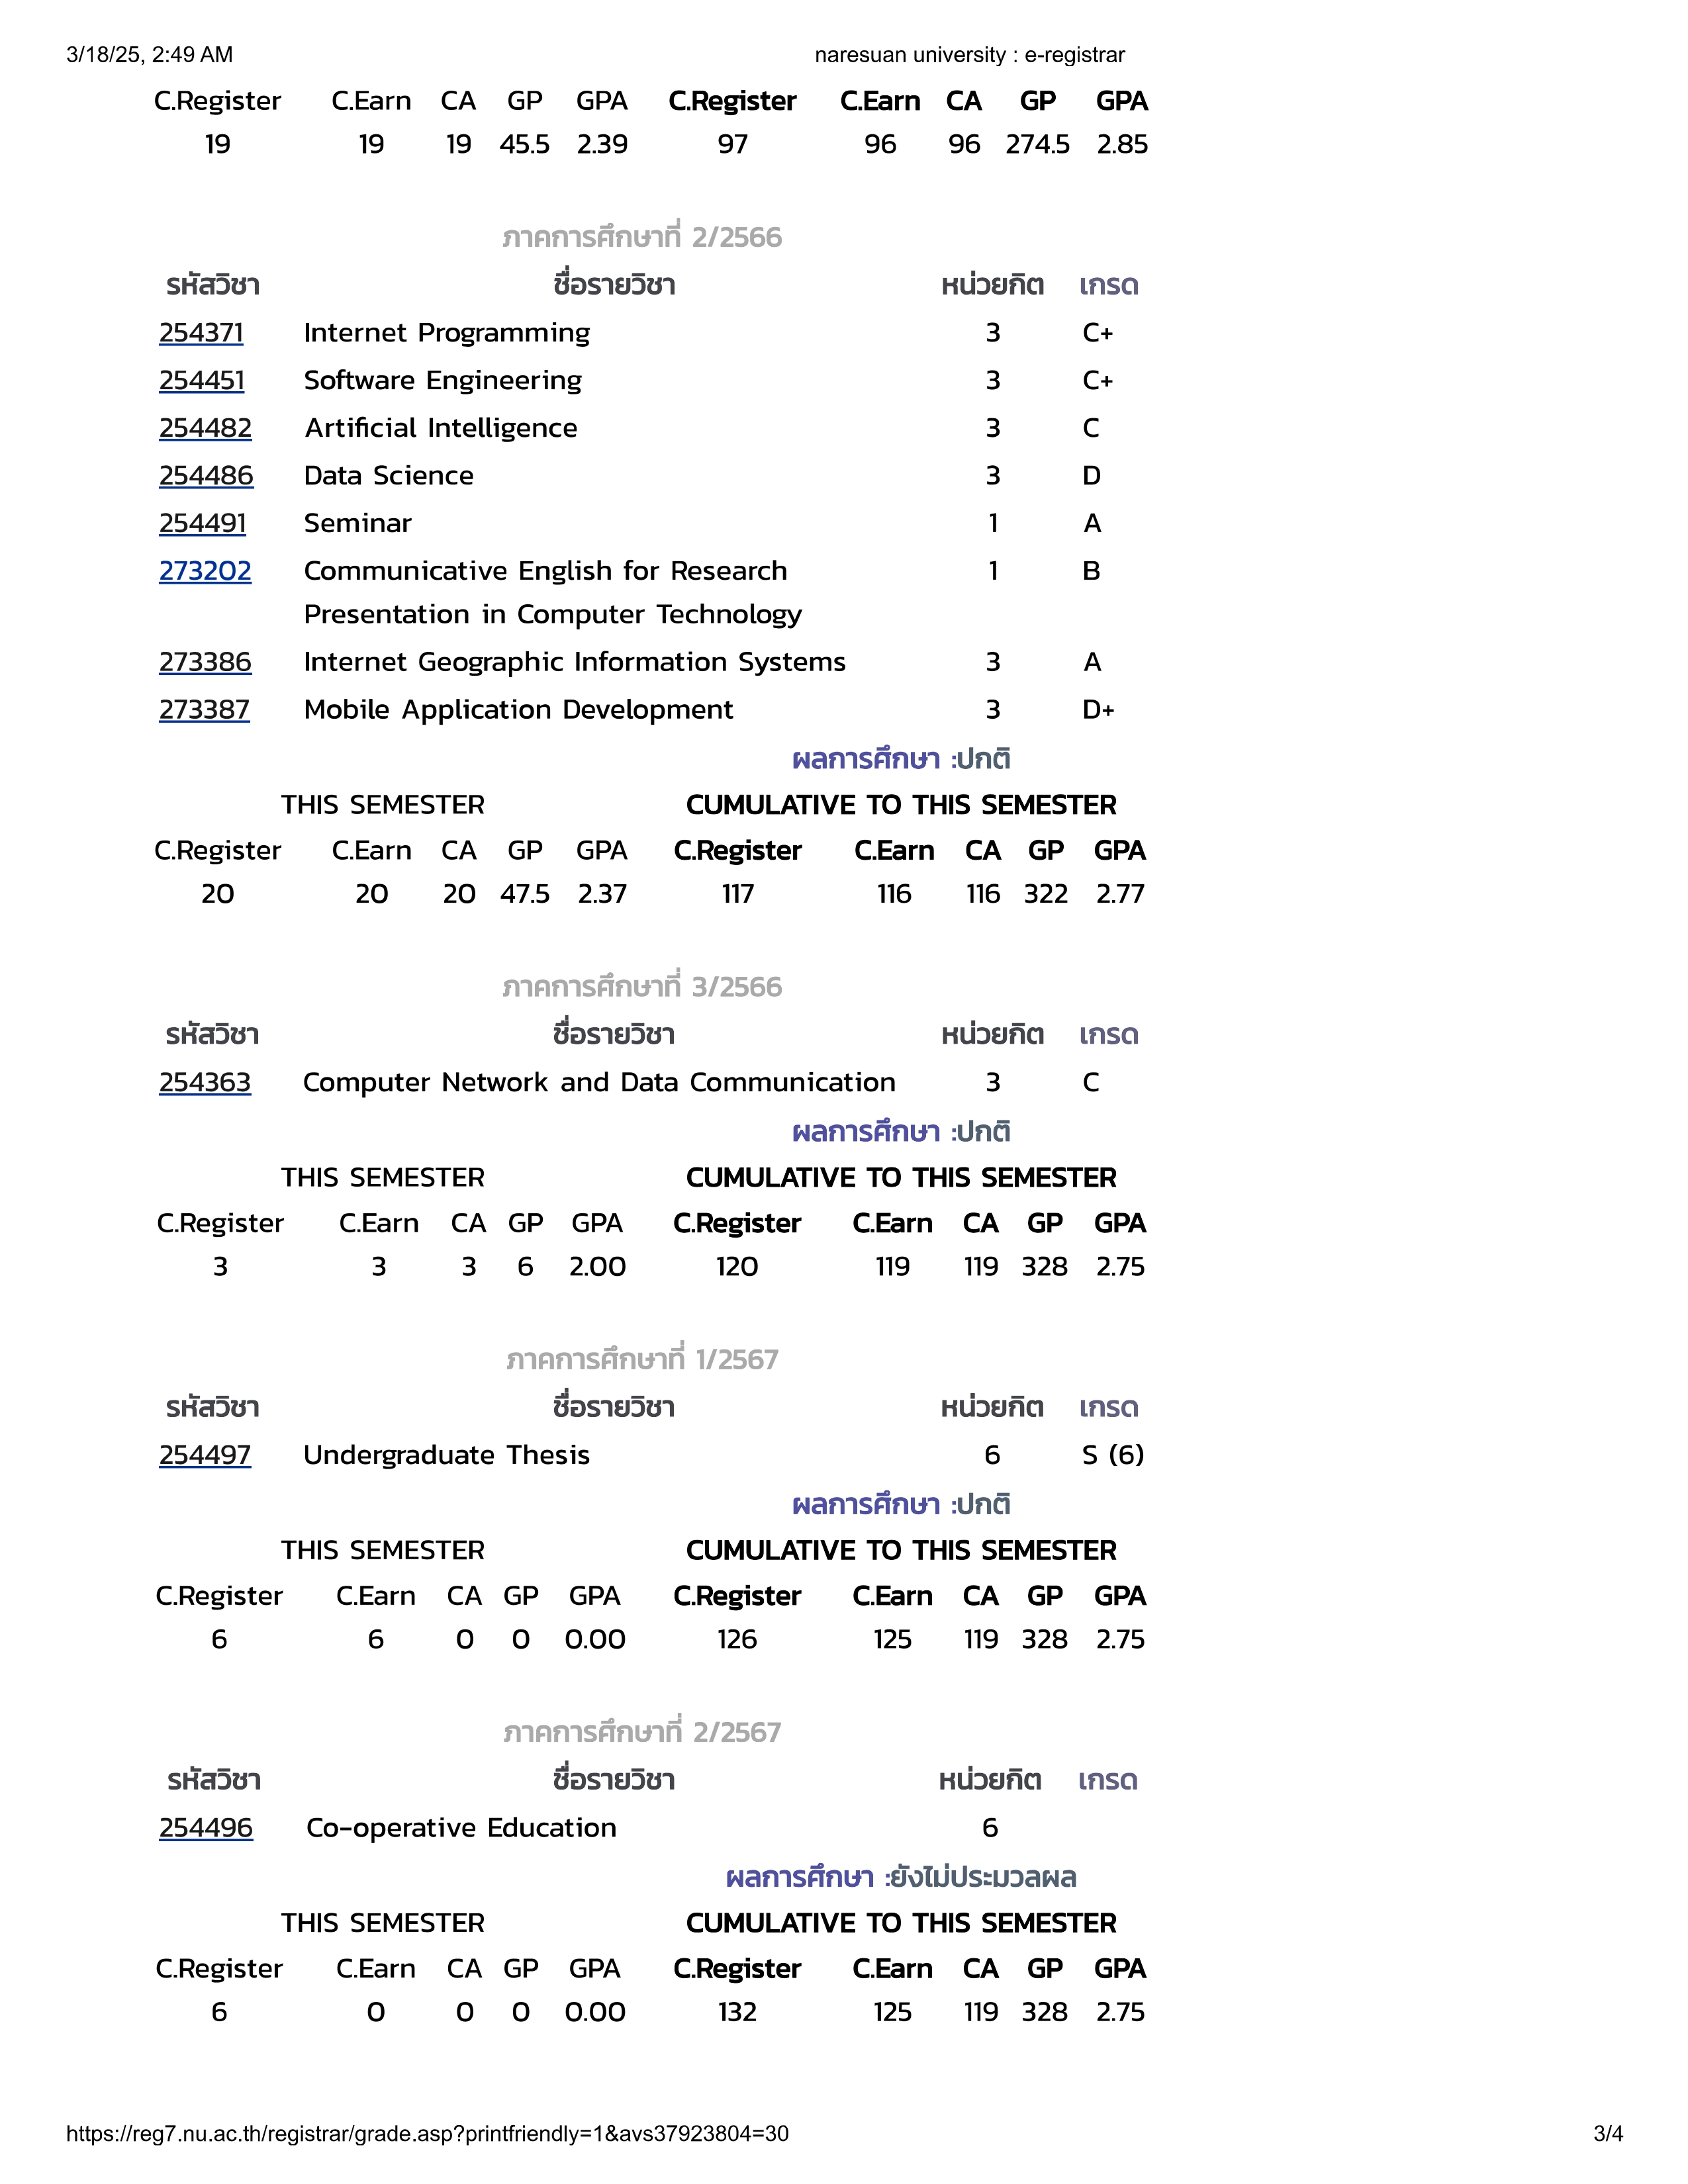 3/18/25, 2:49 AM naresuan university : e-registrar
C.Register C.Earn CA GP GPA C.Register C.Earn CA GP GPA
19 19 19 45.5 2.39 97 96 96 274.5 2.85
ภาคการศึกษาที่ 2/2566
รหัสวิชา ชื่อรายวิชา หน่วยกิต เกรด
254371 Internet Programming 3 C+
254451 Software Engineering 3 C+
254482 Artificial Intelligence 3 C
254486 Data Science 3 D
254491 Seminar 1 A
273202 Communicative English for Research 1 B
Presentation in Computer Technology
273386 Internet Geographic Information Systems 3 A
273387 Mobile Application Development 3 D+
ผลการศึกษา :ปกติ
THIS SEMESTER CUMULATIVE TO THIS SEMESTER
C.Register C.Earn CA GP GPA C.Register C.Earn CA GP GPA
20 20 20 47.5 2.37 117 116 116 322 2.77
ภาคการศึกษาที่ 3/2566
รหัสวิชา ชื่อรายวิชา หน่วยกิต เกรด
254363 Computer Network and Data Communication 3 C
ผลการศึกษา :ปกติ
THIS SEMESTER CUMULATIVE TO THIS SEMESTER
C.Register C.Earn CA GP GPA C.Register C.Earn CA GP GPA
3 3 3 6 2.00 120 119 119 328 2.75
ภาคการศึกษาที่ 1/2567
รหัสวิชา ชื่อรายวิชา หน่วยกิต เกรด
254497 Undergraduate Thesis 6 S (6)
ผลการศึกษา :ปกติ
THIS SEMESTER CUMULATIVE TO THIS SEMESTER
C.Register C.Earn CA GP GPA C.Register C.Earn CA GP GPA
6 6 0 0 0.00 126 125 119 328 2.75
ภาคการศึกษาที่ 2/2567
รหัสวิชา ชื่อรายวิชา หน่วยกิต เกรด
254496 Co-operative Education 6
ผลการศึกษา :ยังไม่ประมวลผล
THIS SEMESTER CUMULATIVE TO THIS SEMESTER
C.Register C.Earn CA GP GPA C.Register C.Earn CA GP GPA
6 0 0 0 0.00 132 125 119 328 2.75
https://reg7.nu.ac.th/registrar/grade.asp?printfriendly=1&avs37923804=30 3/4